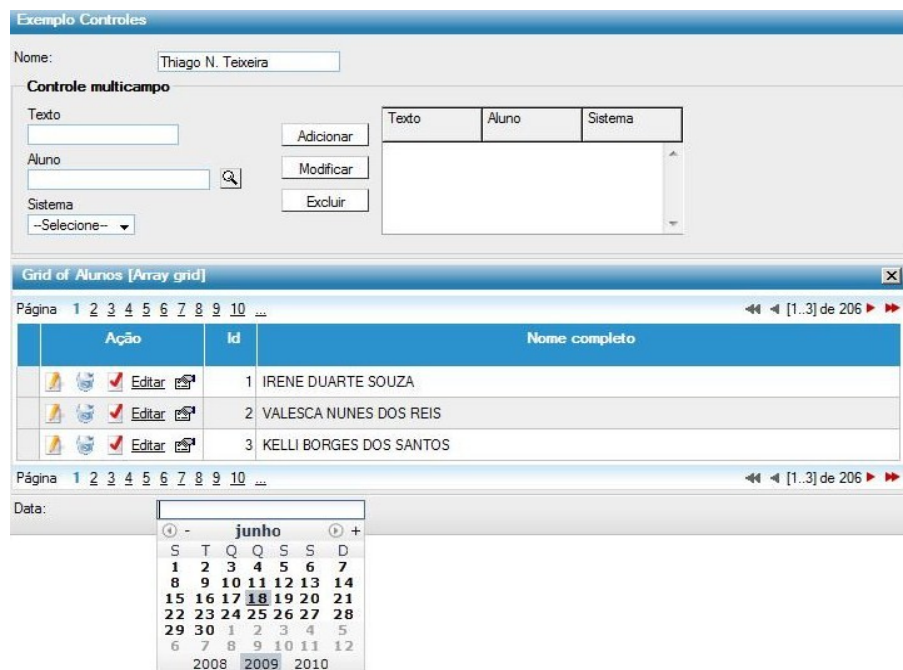 Exemplo Controles
Nome: Thiago N. Teixeira
Controle multicampo
Texto
Aluno
Sistema
--Selecione--
Adicionar
Modificar
Excluir
Texto Aluno Sistema
Grid of Alunos [Array grid]
Página 1 2 3 4 5 6 7 8 9 10 ... [1..3] de 206
Ação Id Nome completo
Editar 1 IRENE DUARTE SOUZA
Editar 2 VALESCA NUNES DOS REIS
Editar 3 KELLI BORGES DOS SANTOS
Página 1 2 3 4 5 6 7 8 9 10 ... [1..3] de 206
Data:
- junho +
S T Q Q S S D
1 2 3 4 5 6 7
8 9 10 11 12 13 14
15 16 17 18 19 20 21
22 23 24 25 26 27 28
29 30 1 2 3 4 5
6 7 8 9 10 11 12
2008 2009 2010